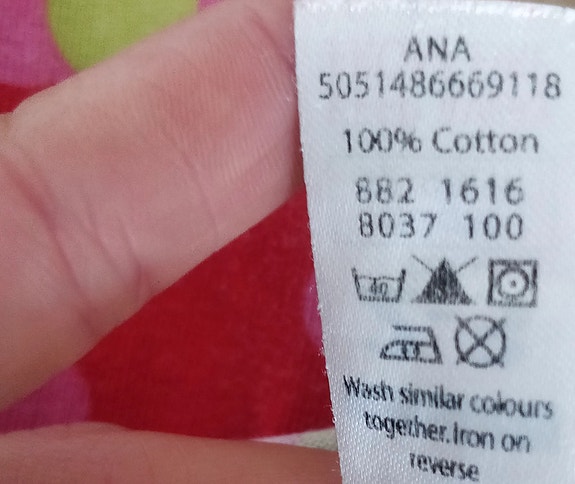 ANA
5051486669118
100% Cotton
882 1616
8037 100
40
Wash similar colours
together.Iron on
reverse